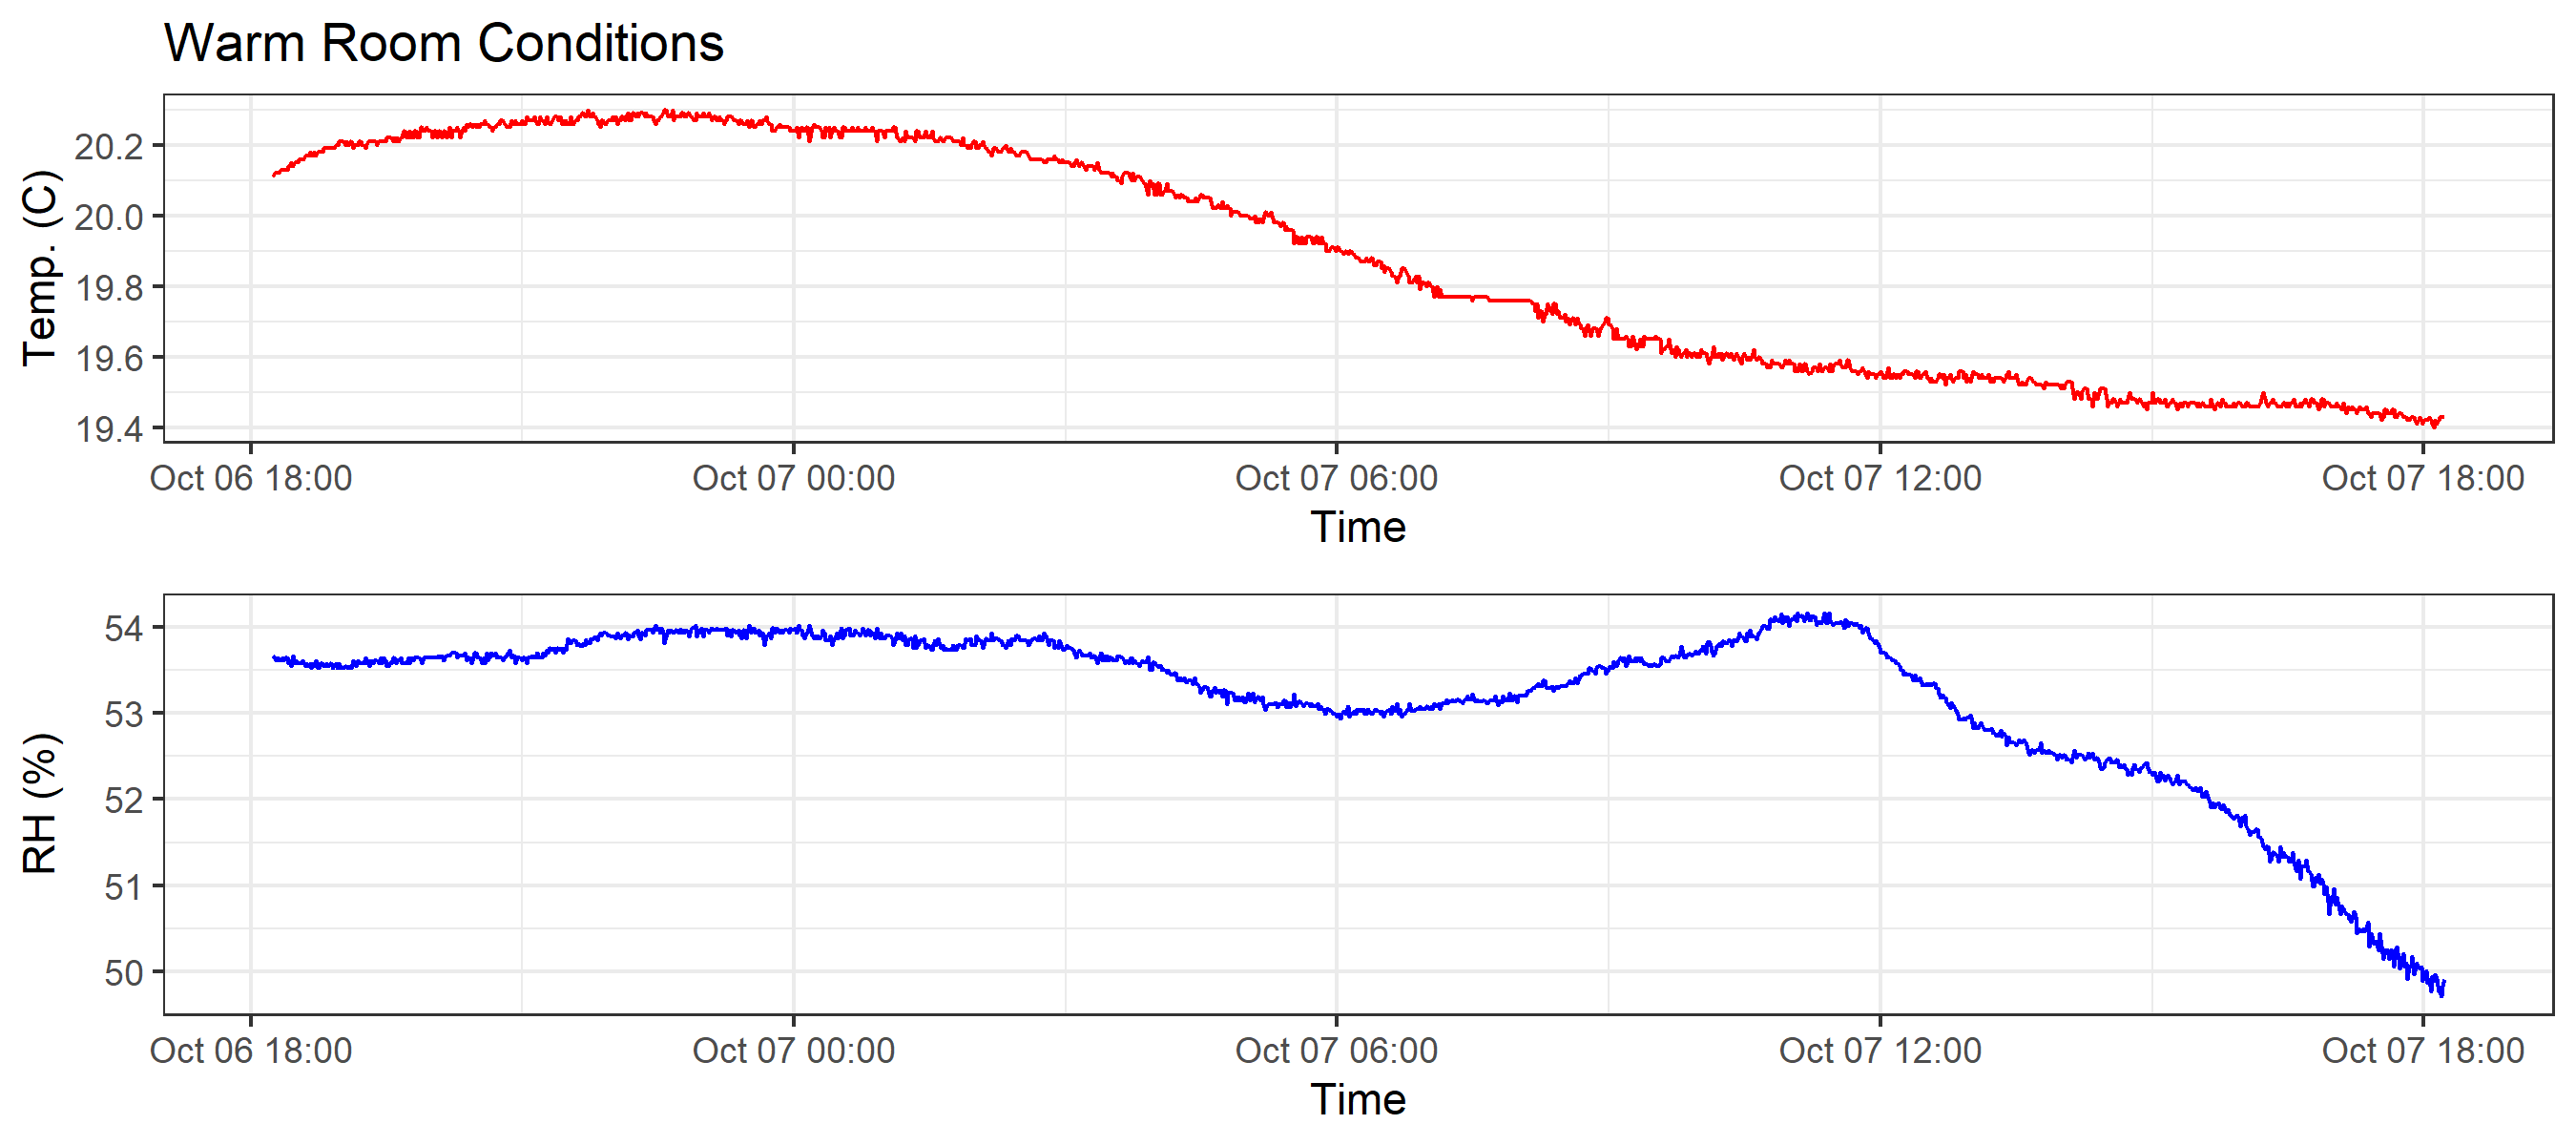 Warm Room Conditions
Temp. (C)
20.2
20.0
19.8
19.6
19.4
Oct 06 18:00 Oct 07 00:00 Oct 07 06:00 Oct 07 12:00 Oct 07 18:00
Time
RH (%)
54
53
52
51
50
Oct 06 18:00 Oct 07 00:00 Oct 07 06:00 Oct 07 12:00 Oct 07 18:00
Time